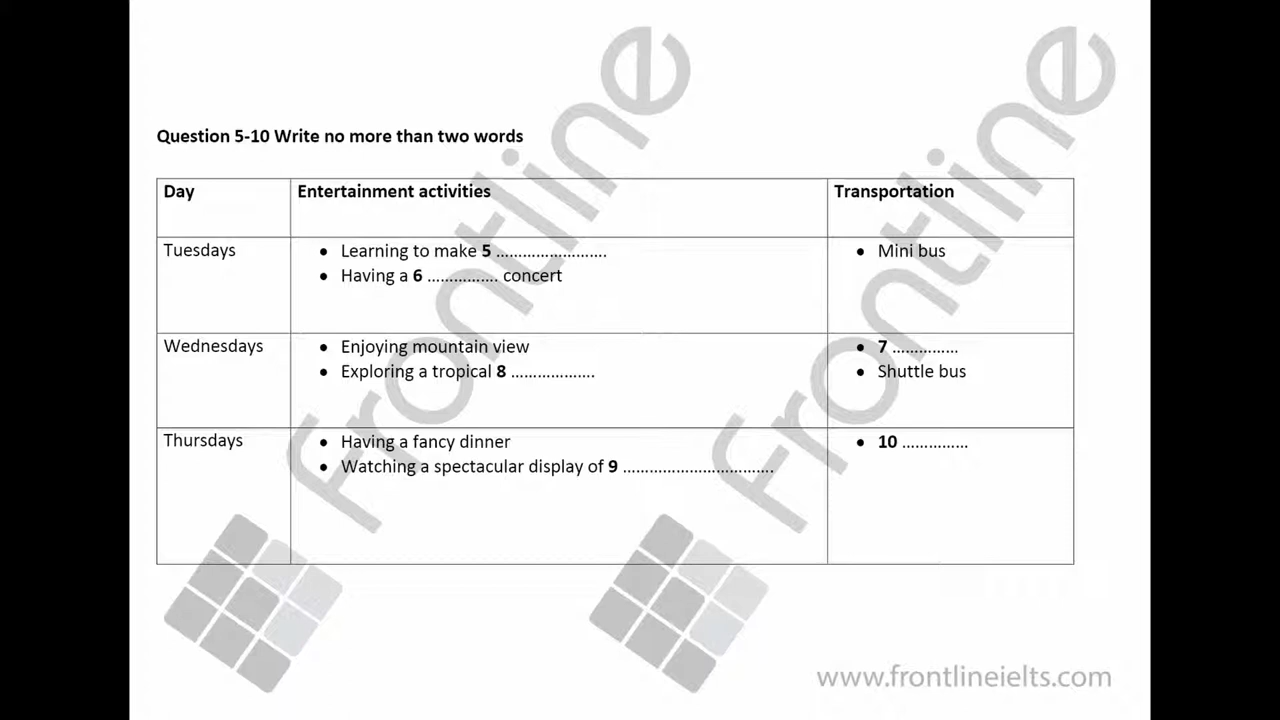 Question 5-10 Write no more than two words
Day Entertainment activities Transportation
Tuesdays • Learning to make 5 ........................ • Mini bus
• Having a 6 ............... concert
Wednesdays • Enjoying mountain view • 7 ..............
• Exploring a tropical 8 .................. • Shuttle bus
Thursdays • Having a fancy dinner • 10 ..............
• Watching a spectacular display of 9 .................................
frontline
frontline
www.frontlineielts.com